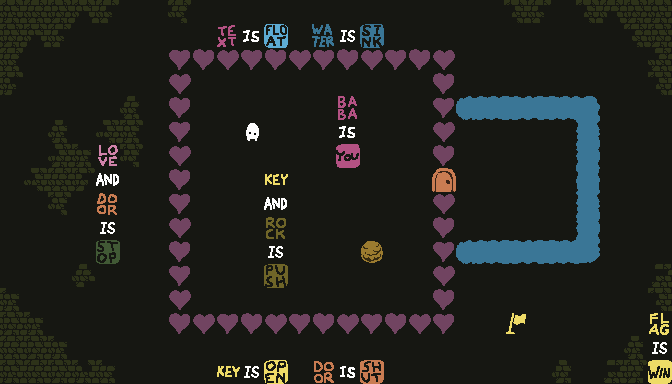 TEXT IS FLOAT
WATER IS SINK
BABA
IS
YOU
LOVE
AND
DOOR
IS
STOP
KEY
AND
ROCK
IS
PUSH
FLAG
IS
WIN
KEY IS OPEN
DOOR IS SHUT